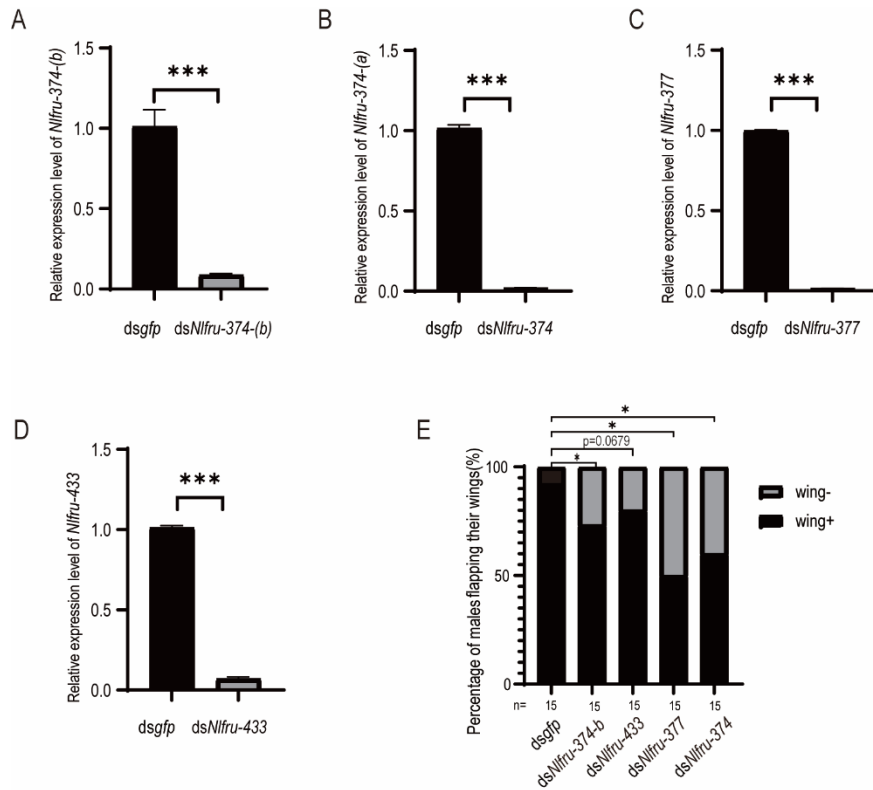 A
Relative expression level of Nlfru-374-(b)
1.5
1.0
0.5
0.0
***
dsgfp dsNlfru-374-(b)
B
Relative expression level of Nlfru-374-(a)
1.5
1.0
0.5
0.0
***
dsgfp dsNlfru-374
C
Relative expression level of Nlfru-377
1.5
1.0
0.5
0.0
***
dsgfp dsNlfru-377
D
Relative expression level of Nlfru-433
1.5
1.0
0.5
0.0
***
dsgfp dsNlfru-433
E
Percentage of males flapping their wings(%)
100
50
0
*
*
p=0.0679
*
wing-
wing+
n= 15 15 15 15 15
dsgfp
dsNlfru-374-b
dsNlfru-433
dsNlfru-377
dsNlfru-374